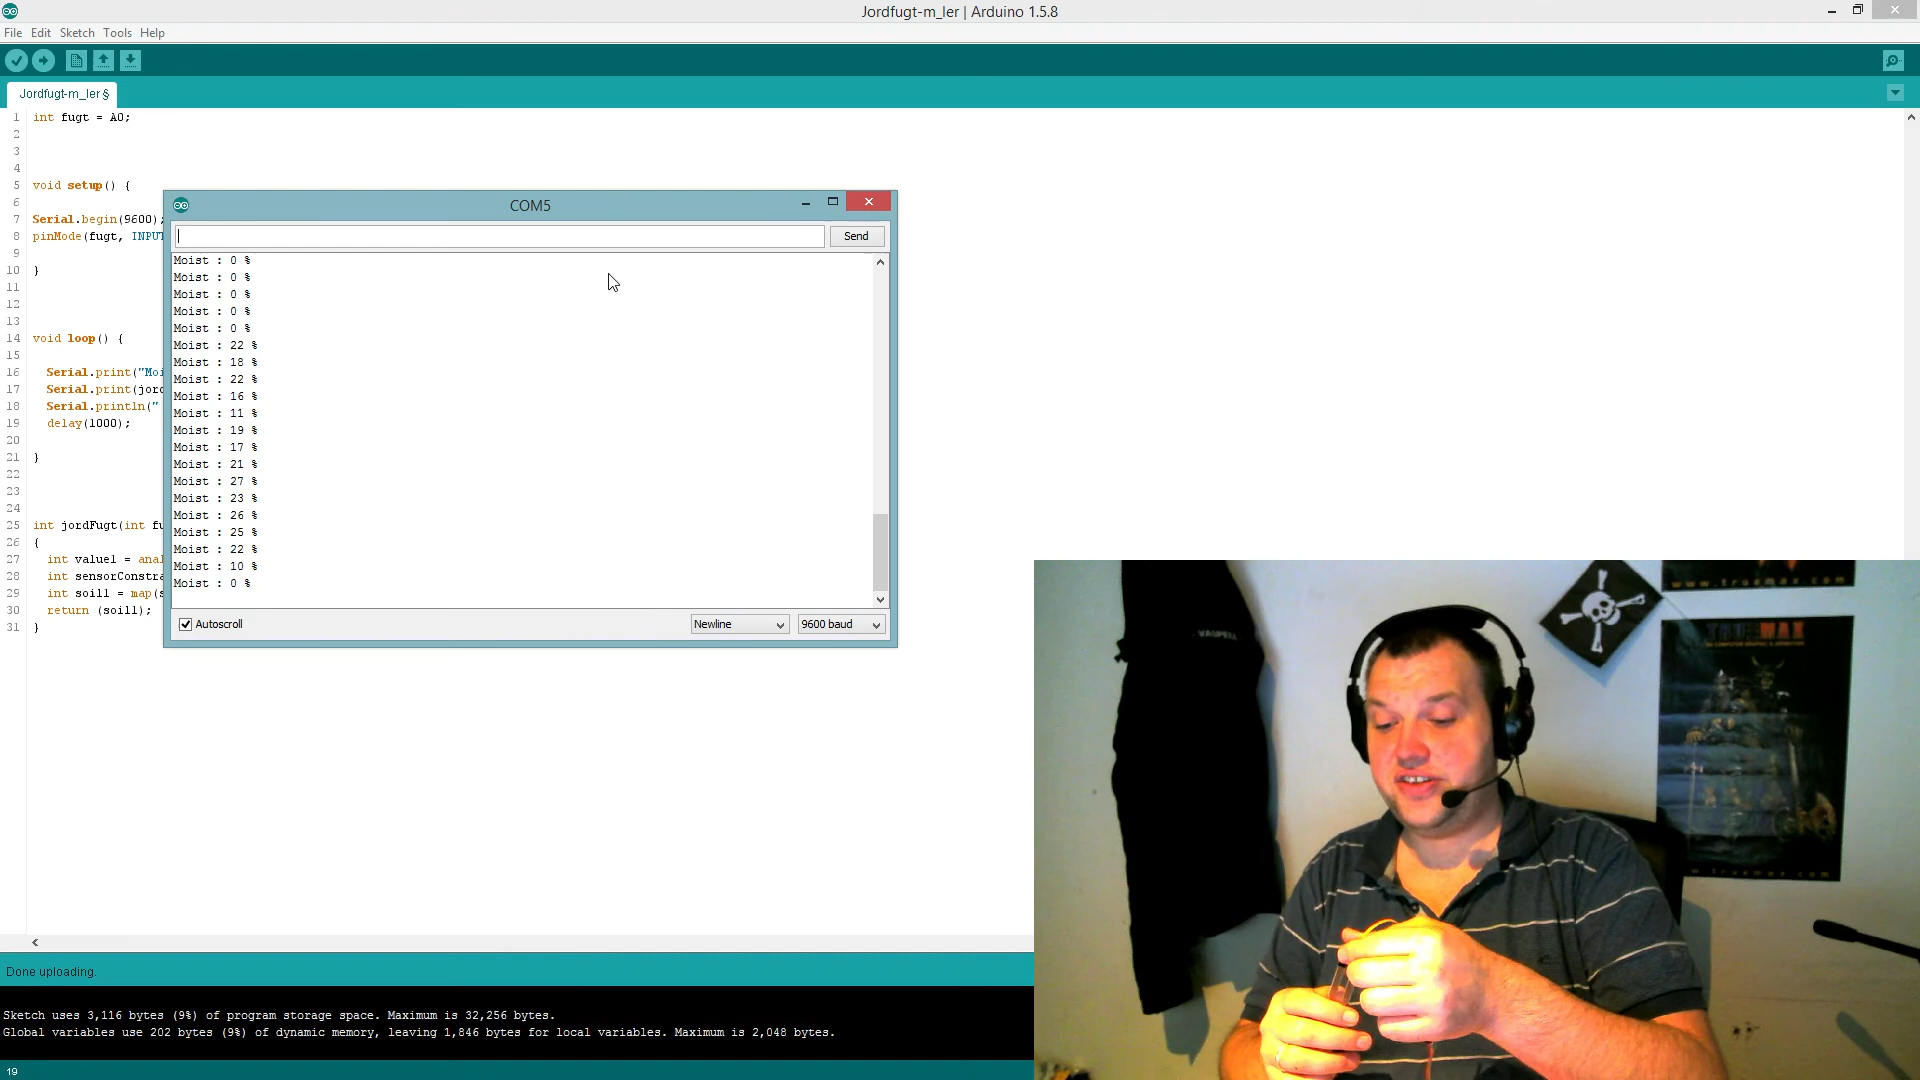 Jordfugt-m_ler | Arduino 1.5.8
File Edit Sketch Tools Help
Jordfugt-m_ler §
1 int fugt = A0;
2
3
4
5 void setup() {
6
7 Serial.begin(9600);
8 pinMode(fugt, INPUT
9
10 }
11
12
13
14 void loop() {
15
16 Serial.print("Moi
17 Serial.print(jord
18 Serial.println("
19 delay(1000);
20
21 }
22
23
24
25 int jordFugt(int fu
26 {
27 int value1 = anal
28 int sensorConstra
29 int soil1 = map(s
30 return (soil1);
31 }
COM5
Send
Moist : 0 %
Moist : 0 %
Moist : 0 %
Moist : 0 %
Moist : 0 %
Moist : 22 %
Moist : 18 %
Moist : 22 %
Moist : 16 %
Moist : 11 %
Moist : 19 %
Moist : 17 %
Moist : 21 %
Moist : 27 %
Moist : 23 %
Moist : 26 %
Moist : 25 %
Moist : 22 %
Moist : 10 %
Moist : 0 %
Autoscroll
Newline
9600 baud
Done uploading.
Sketch uses 3,116 bytes (9%) of program storage space. Maximum is 32,256 bytes.
Global variables use 202 bytes (9%) of dynamic memory, leaving 1,846 bytes for local variables. Maximum is 2,048 bytes.
19
www.truemax.com
TRUEMAX